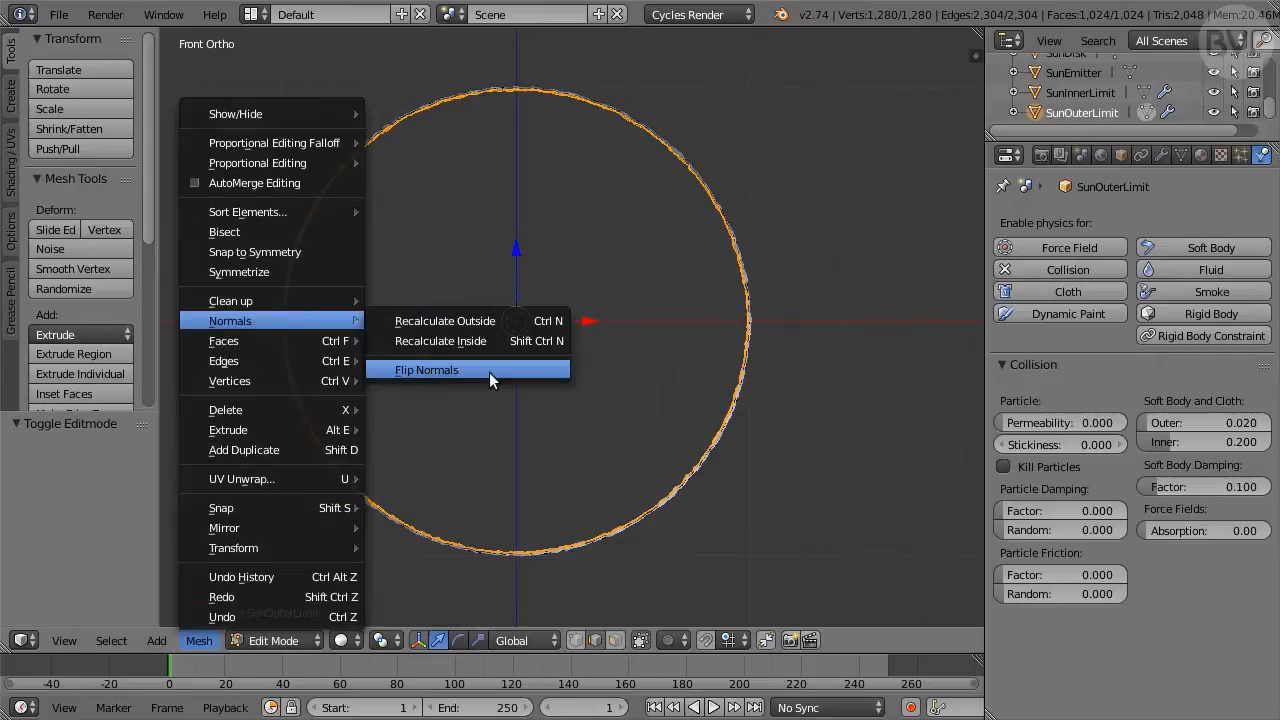 File Render Window Help Default Scene Cycles Render v2.74 | Verts:1,280/1,280 | Edges:2,304/2,304 | Faces:1,024/1,024 | Tris:2,048 | Mem:20.46M
Tools
Create
Shading / UVs
Options
Grease Pencil
Transform
Translate
Rotate
Scale
Shrink/Fatten
Push/Pull
Mesh Tools
Deform:
Slide Ed Vertex
Noise
Smooth Vertex
Randomize
Add:
Extrude
Extrude Region
Extrude Individual
Inset Faces
Toggle Editmode
Front Ortho
Show/Hide
Proportional Editing Falloff
Proportional Editing
AutoMerge Editing
Sort Elements...
Bisect
Snap to Symmetry
Symmetrize
Clean up
Normals
Faces Ctrl F
Edges Ctrl E
Vertices Ctrl V
Delete X
Extrude Alt E
Add Duplicate Shift D
UV Unwrap... U
Snap Shift S
Mirror
Transform
Undo History Ctrl Alt Z
Redo Shift Ctrl Z
Undo Ctrl Z
Recalculate Outside Ctrl N
Recalculate Inside Shift Ctrl N
Flip Normals
View Select Add Mesh Edit Mode Global
-40 -20 0 20 40 60 80 100 120 140 160 180 200 220 240 260
View Marker Frame Playback Start: 1 End: 250 1 No Sync
View Search All Scenes
SunDisk
SunEmitter
SunInnerLimit
SunOuterLimit
SunOuterLimit
Enable physics for:
Force Field Soft Body
Collision Fluid
Cloth Smoke
Dynamic Paint Rigid Body
Rigid Body Constraint
Collision
Particle: Soft Body and Cloth:
Permeability: 0.000 Outer: 0.020
Stickiness: 0.000 Inner: 0.200
Kill Particles Soft Body Damping:
Particle Damping: Factor: 0.100
Factor: 0.000 Force Fields:
Random: 0.000 Absorption: 0.00
Particle Friction:
Factor: 0.000
Random: 0.000